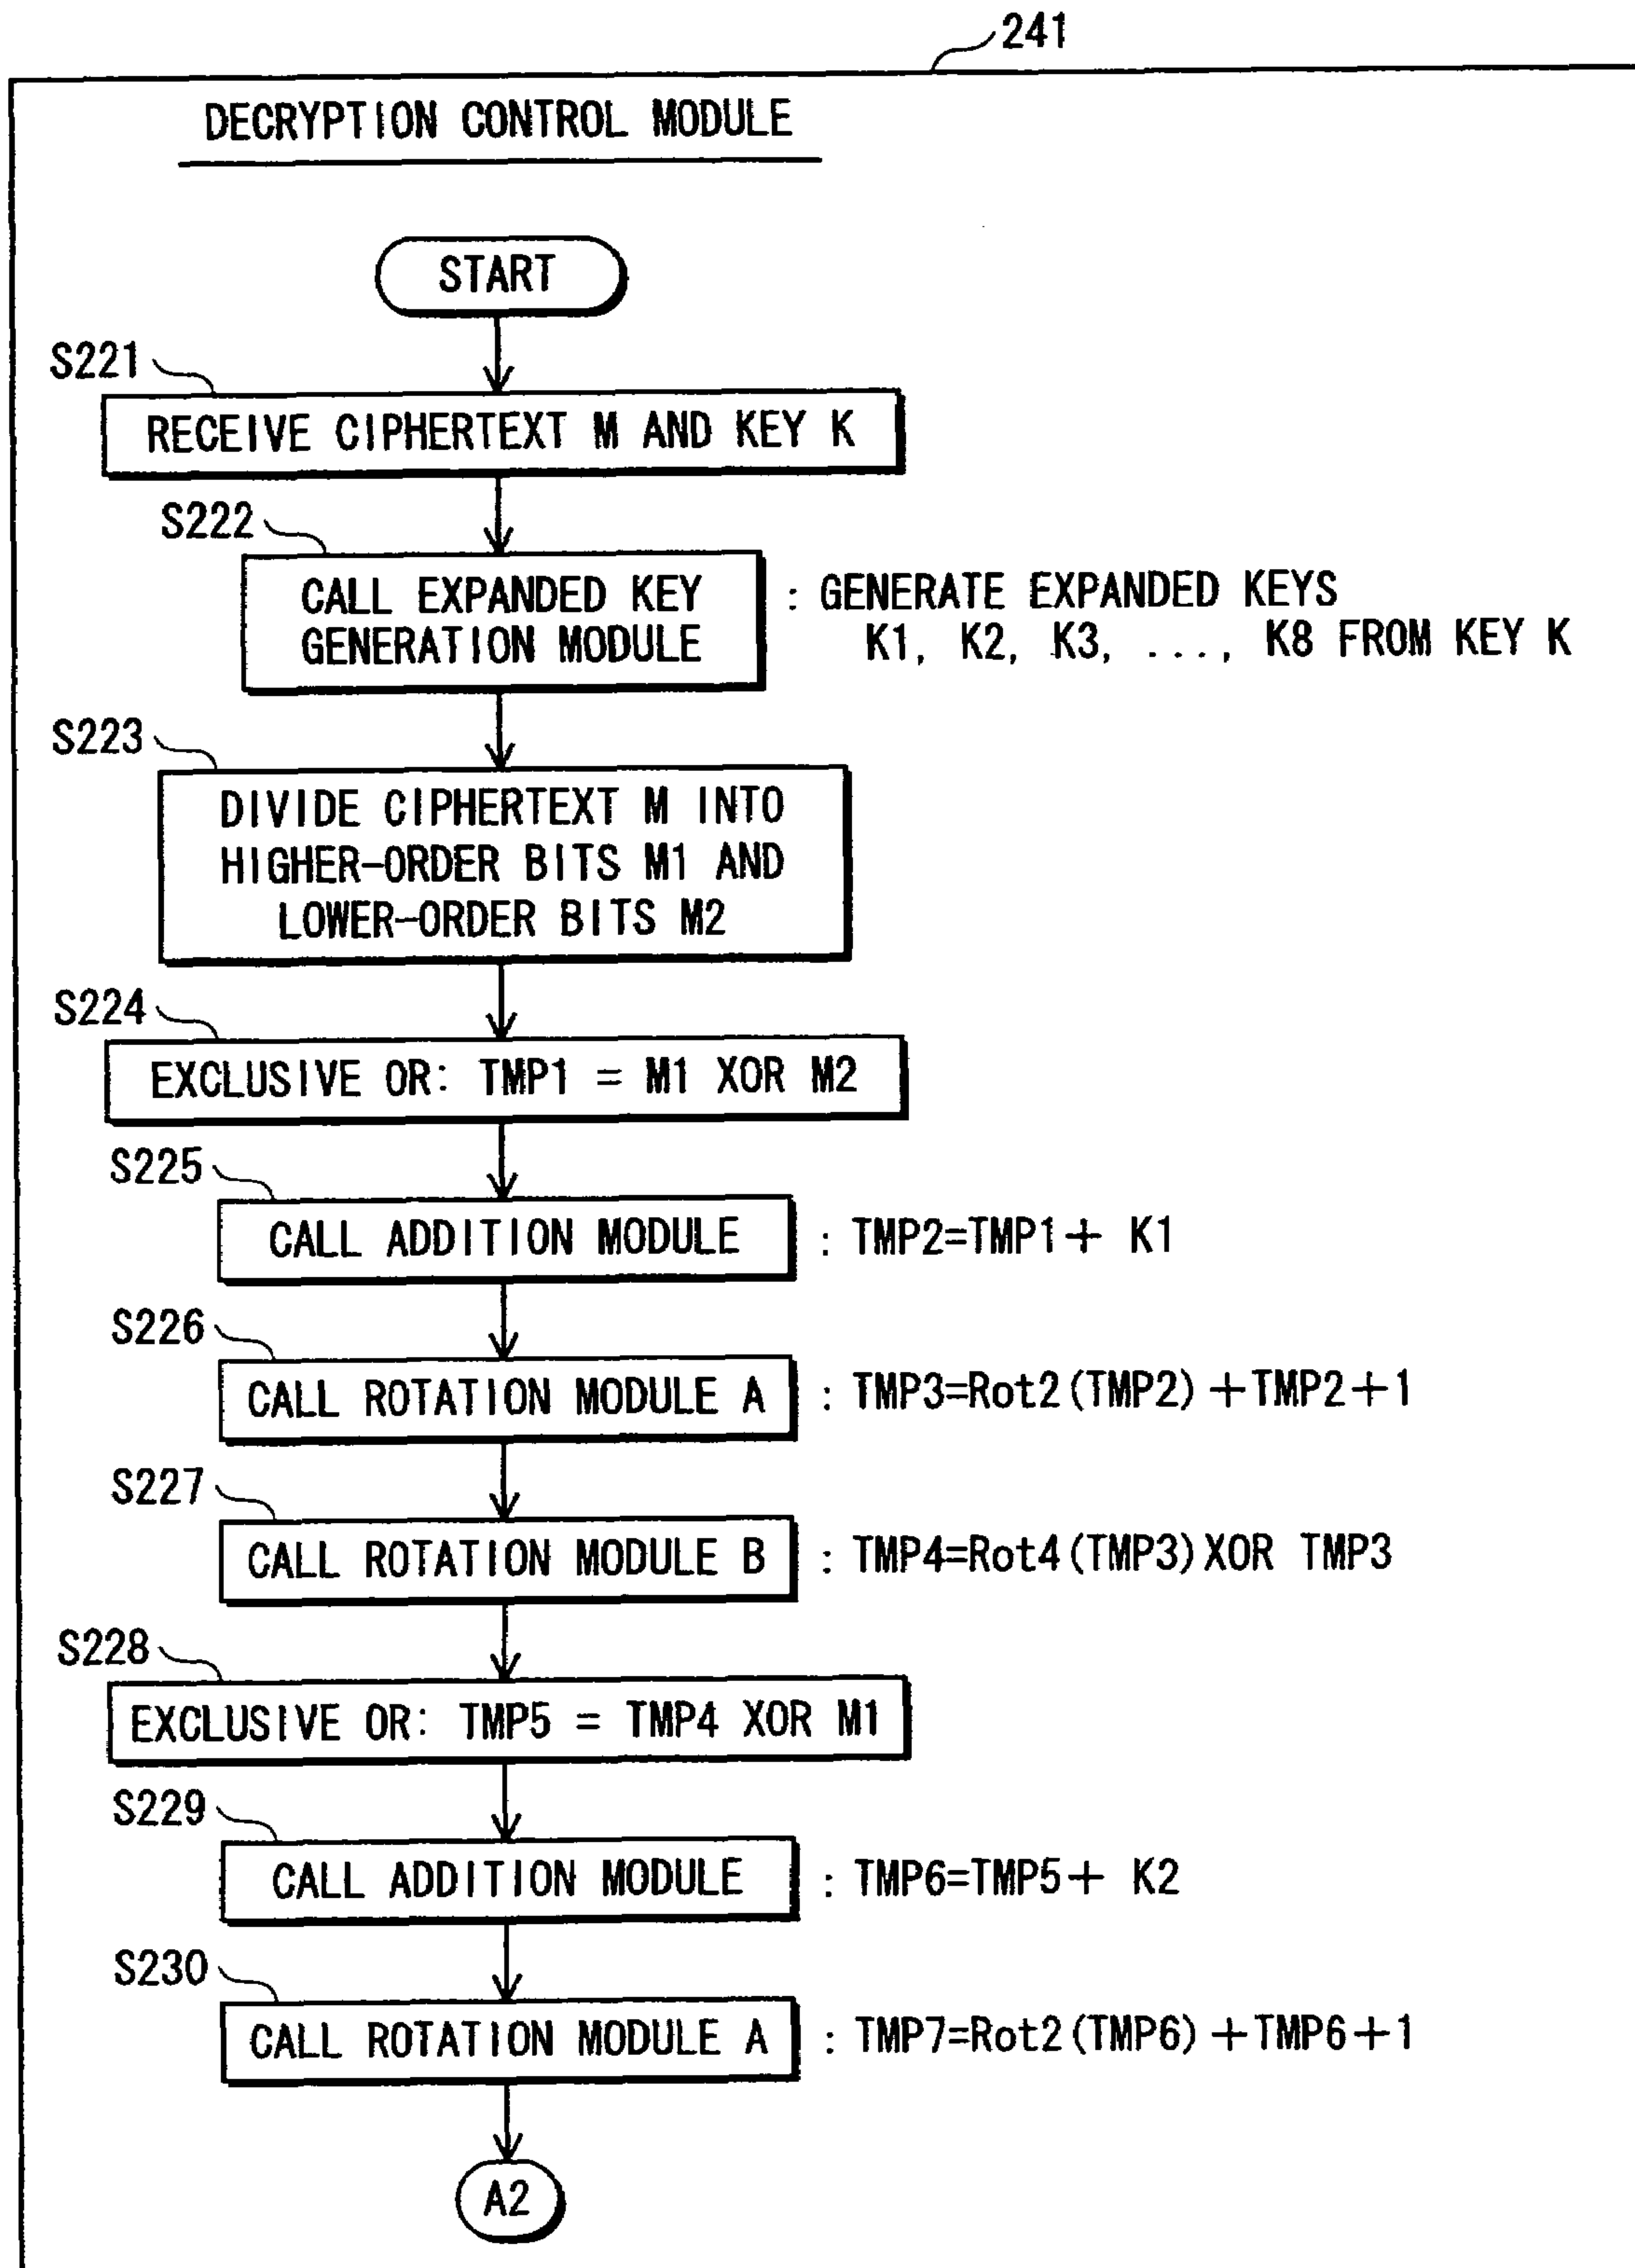 241
DECRYPTION CONTROL MODULE
START
S221
RECEIVE CIPHERTEXT M AND KEY K
S222
CALL EXPANDED KEY
GENERATION MODULE
: GENERATE EXPANDED KEYS
K1, K2, K3, ..., K8 FROM KEY K
S223
DIVIDE CIPHERTEXT M INTO
HIGHER-ORDER BITS M1 AND
LOWER-ORDER BITS M2
S224
EXCLUSIVE OR: TMP1 = M1 XOR M2
S225
CALL ADDITION MODULE : TMP2=TMP1+ K1
S226
CALL ROTATION MODULE A : TMP3=Rot2(TMP2)+TMP2+1
S227
CALL ROTATION MODULE B : TMP4=Rot4(TMP3)XOR TMP3
S228
EXCLUSIVE OR: TMP5 = TMP4 XOR M1
S229
CALL ADDITION MODULE : TMP6=TMP5+ K2
S230
CALL ROTATION MODULE A : TMP7=Rot2(TMP6)+TMP6+1
A2